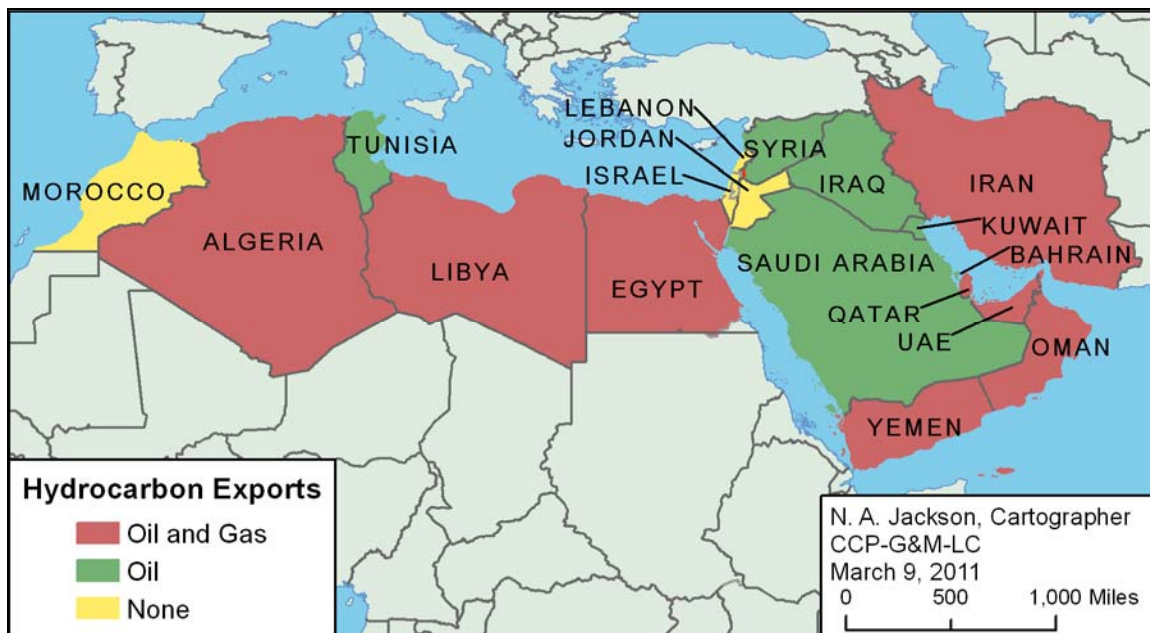 LEBANON
JORDAN
ISRAEL
SYRIA
TUNISIA
MOROCCO
ALGERIA
LIBYA
EGYPT
IRAQ
IRAN
KUWAIT
BAHRAIN
SAUDI ARABIA
QATAR
UAE
OMAN
YEMEN
Hydrocarbon Exports
Oil and Gas
Oil
None
N. A. Jackson, Cartographer
CCP-G&M-LC
March 9, 2011
0 500 1,000 Miles